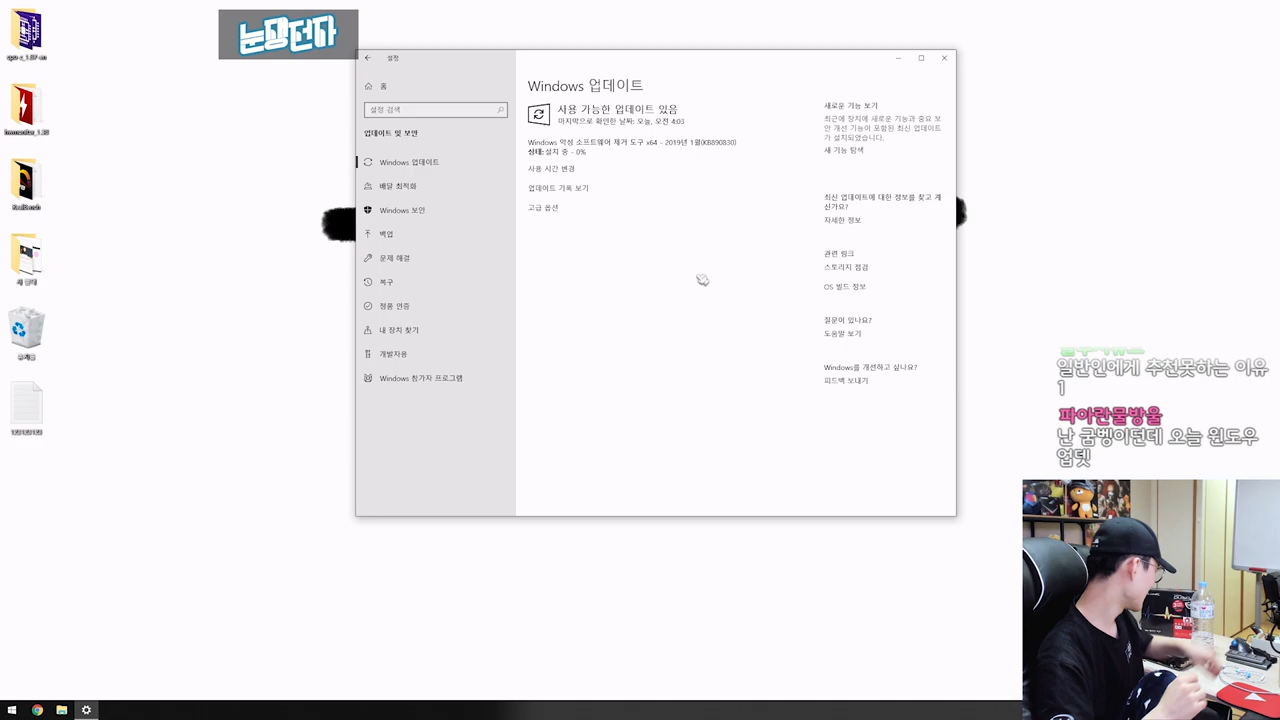 눈쟁던자
설정
홈
설정 검색
업데이트 및 보안
Windows 업데이트
배달 최적화
Windows 보안
백업
문제 해결
복구
정품 인증
내 장치 찾기
개발자용
Windows 참가자 프로그램
Windows 업데이트
사용 가능한 업데이트 있음
마지막으로 확인한 날짜: 오늘, 오전 4:03
Windows 악성 소프트웨어 제거 도구 x64 - 2019년 1월(KB890830)
상태: 설치 중 - 0%
사용 시간 변경
업데이트 기록 보기
고급 옵션
새로운 기능 보기
최근에 장치에 새로운 기능과 중요 보
안 개선 기능이 포함된 최신 업데이트
가 설치되었습니다.
새 기능 탐색
최신 업데이트에 대한 정보를 찾고 계
신가요?
자세한 정보
관련 링크
스토리지 점검
OS 빌드 정보
질문이 있나요?
도움말 보기
Windows를 개선하고 싶나요?
피드백 보내기
새 폴더
휴지통
일반인에게 추천못하는 이유
1
파아란물방울
난 굼벵이던데 오늘 윈도우
업뎃